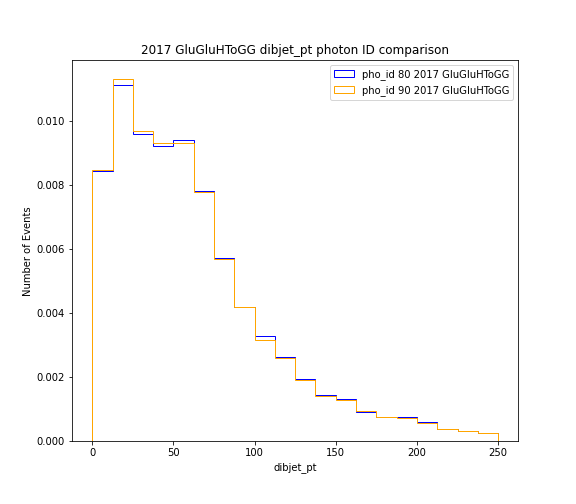 2017 GluGluHToGG dibjet_pt photon ID comparison
pho_id 80 2017 GluGluHToGG
pho_id 90 2017 GluGluHToGG
0.010
0.008
0.006
0.004
0.002
0.000
Number of Events
0
50
100
150
200
250
dibjet_pt